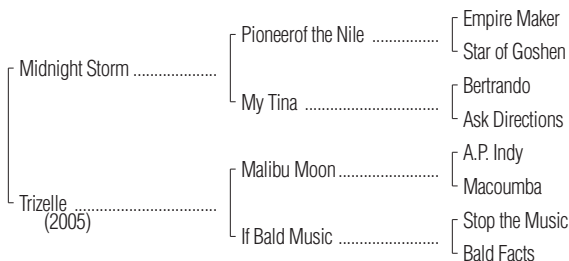 Empire Maker
Pioneerof the Nile ................
Star of Goshen
Midnight Storm ....................
Bertrando
My Tina ................................
Ask Directions
A.P. Indy
Malibu Moon ........................
Macoumba
Trizelle ..................................
(2005)
Stop the Music
If Bald Music ........................
Bald Facts